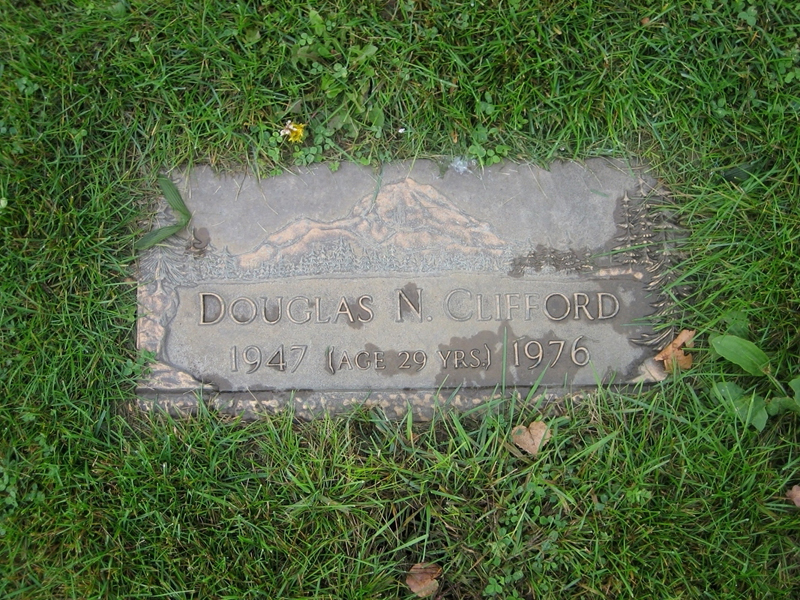 DOUGLAS N. CLIFFORD
1947 (AGE 29 YRS.) 1976